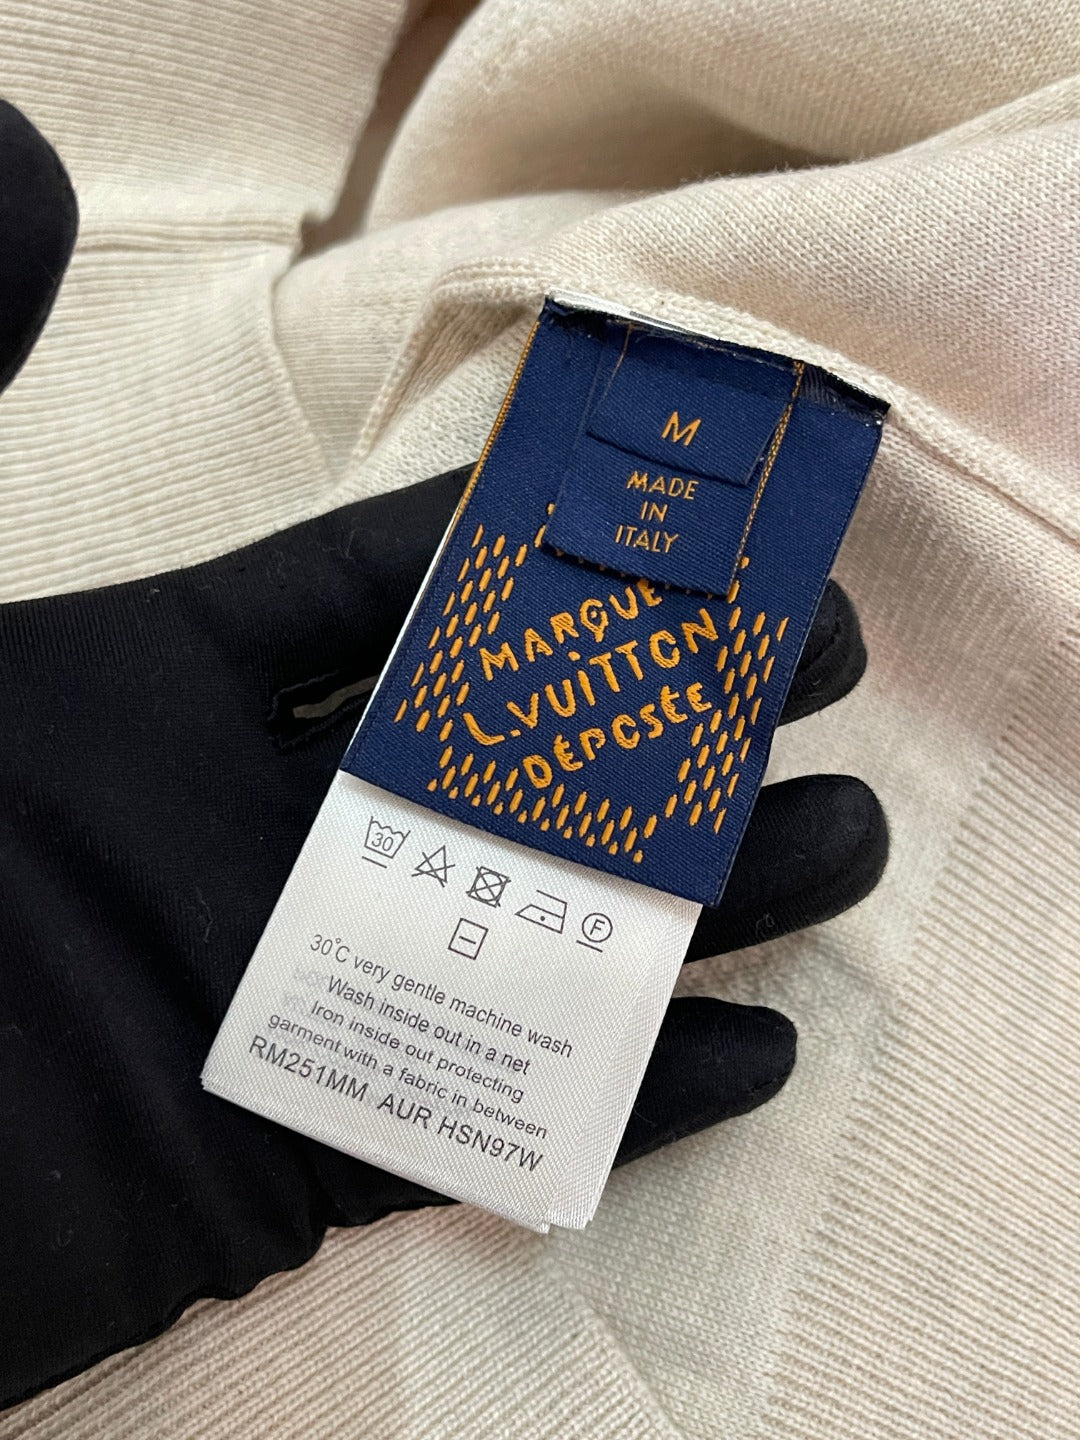 M
MADE
IN
ITALY
MARQUE
L.VUITTON
DÉPOSÉE
30
F
30°C very gentle machine wash
Wash inside out in a net
Iron inside out protecting
garment with a fabric in between
RM251MM AUR HSN97W